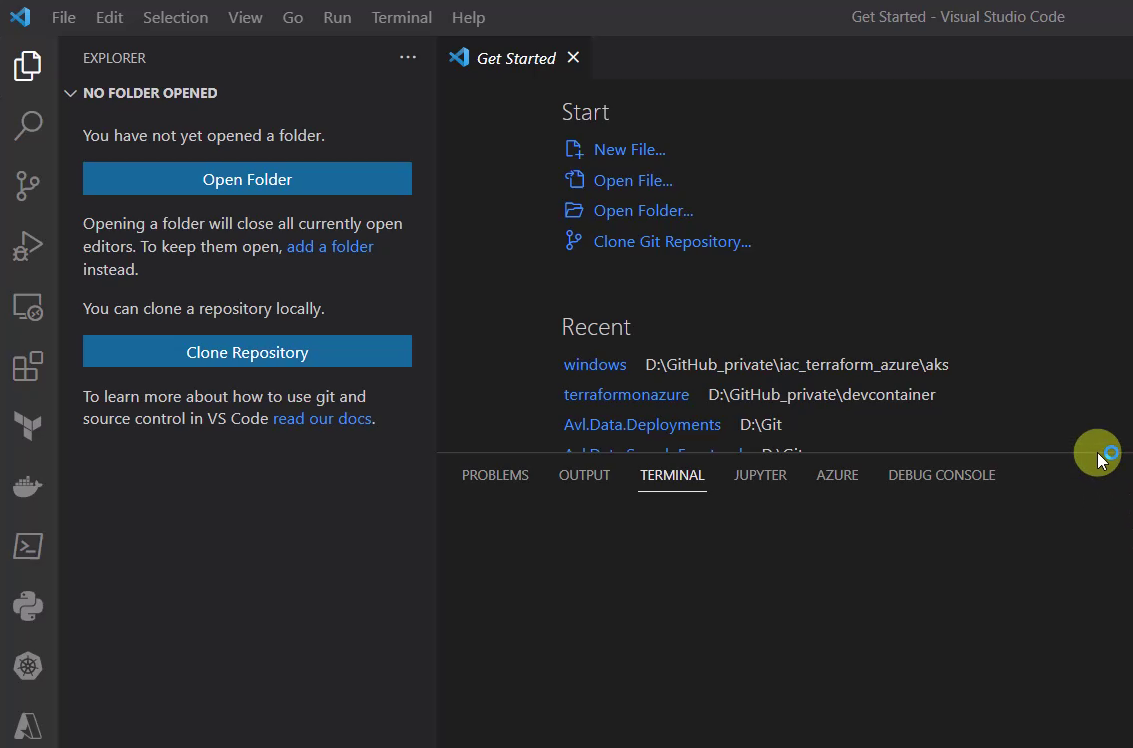 File Edit Selection View Go Run Terminal Help
Get Started - Visual Studio Code
EXPLORER
NO FOLDER OPENED
You have not yet opened a folder.
Open Folder
Opening a folder will close all currently open
editors. To keep them open, add a folder
instead.
You can clone a repository locally.
Clone Repository
To learn more about how to use git and
source control in VS Code read our docs.
Get Started
Start
New File...
Open File...
Open Folder...
Clone Git Repository...
Recent
windows D:\GitHub_private\iac_terraform_azure\aks
terraformonazure D:\GitHub_private\devcontainer
Avl.Data.Deployments D:\Git
PROBLEMS OUTPUT TERMINAL JUPYTER AZURE DEBUG CONSOLE